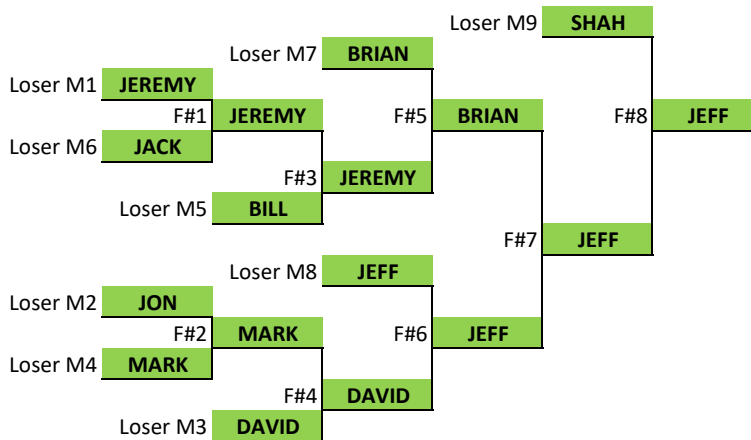 Loser M9 SHAH
Loser M7 BRIAN
Loser M1 JEREMY
F#1 JEREMY F#5 BRIAN F#8 JEFF
Loser M6 JACK
F#3 JEREMY
Loser M5 BILL
F#7 JEFF
Loser M8 JEFF
Loser M2 JON
F#2 MARK F#6 JEFF
Loser M4 MARK
F#4 DAVID
Loser M3 DAVID